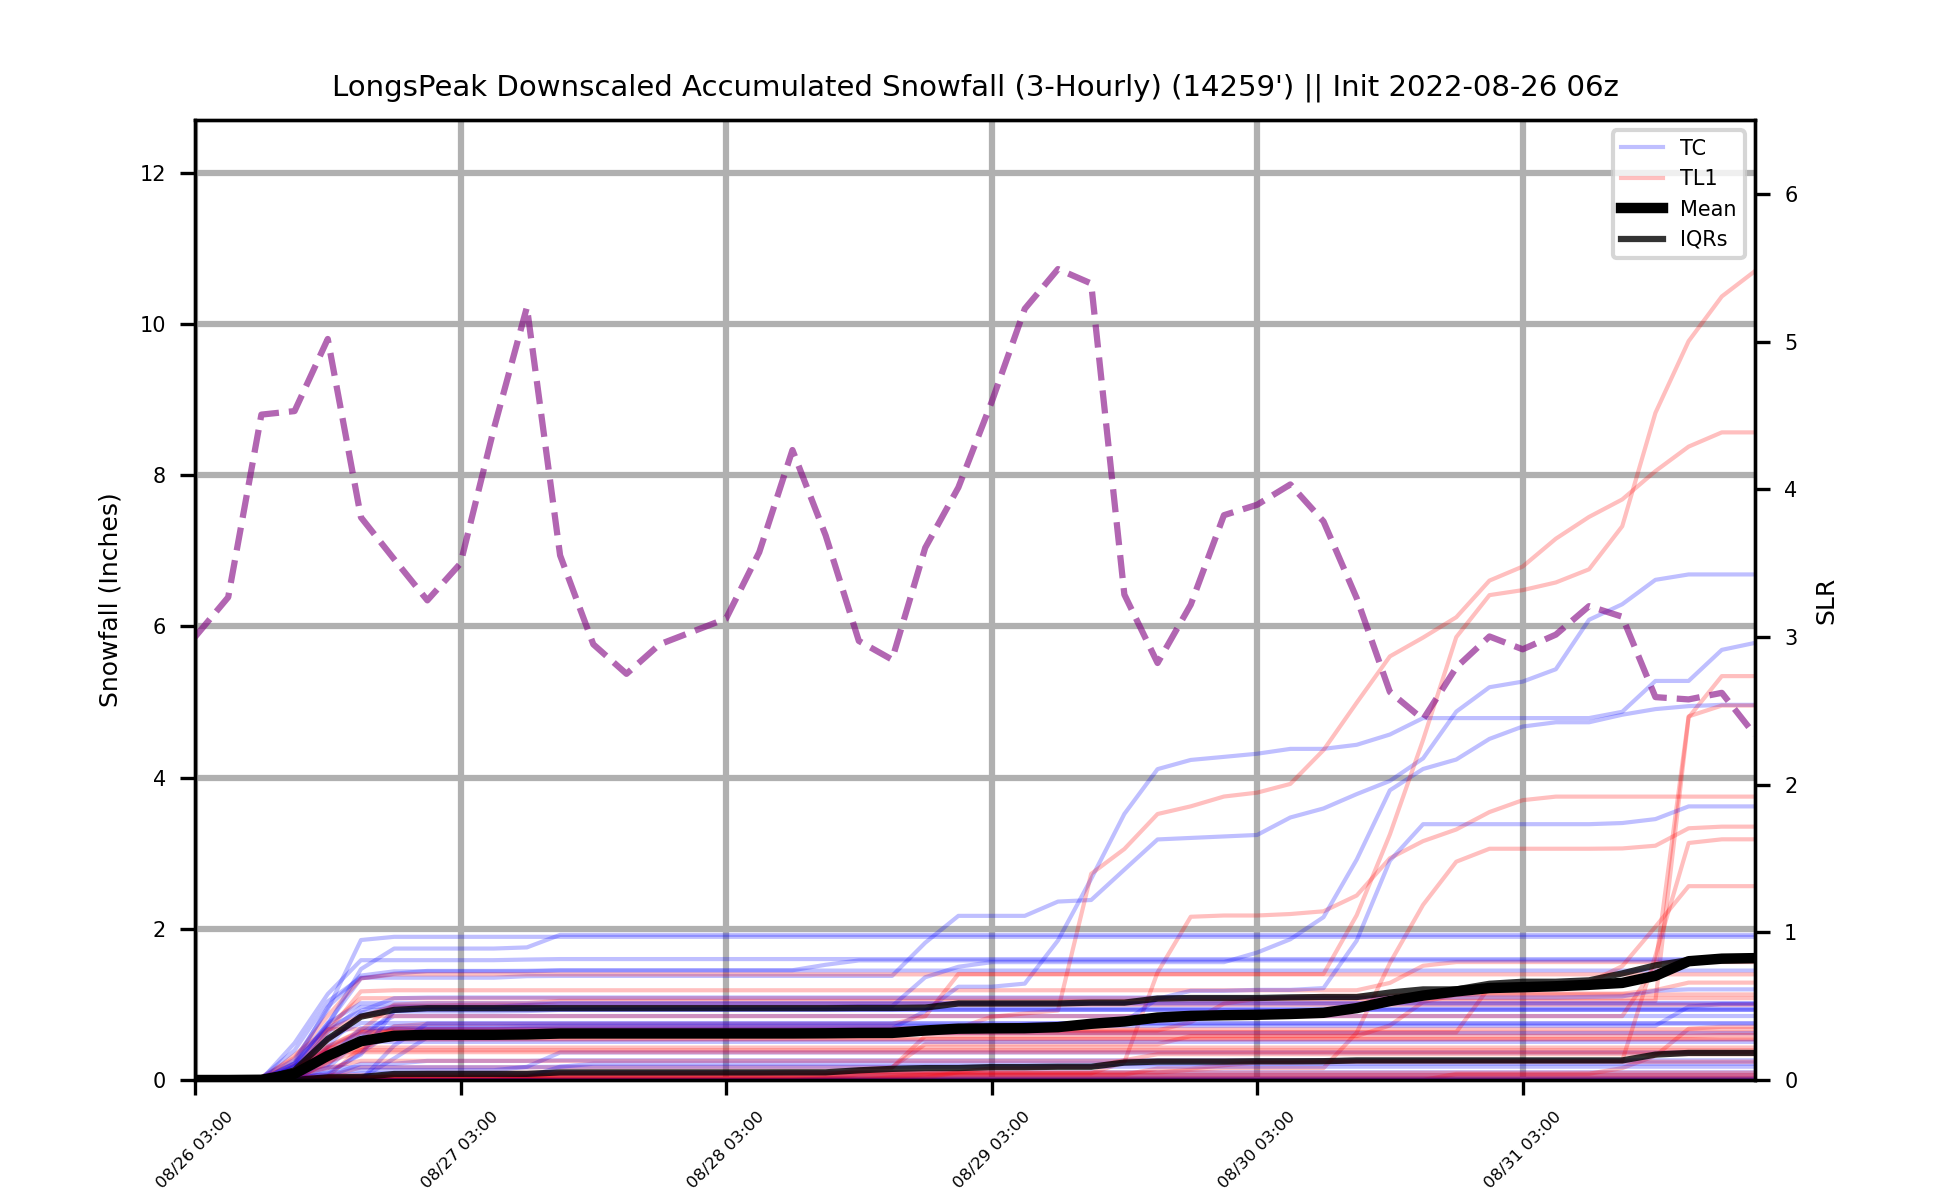 LongsPeak Downscaled Accumulated Snowfall (3-Hourly) (14259') || Init 2022-08-26 06z
TC
TL1
Mean
IQRs
Snowfall (Inches)
12
10
8
6
4
2
0
SLR
6
5
4
3
2
1
0
08/26 03:00
08/27 03:00
08/28 03:00
08/29 03:00
08/30 03:00
08/31 03:00